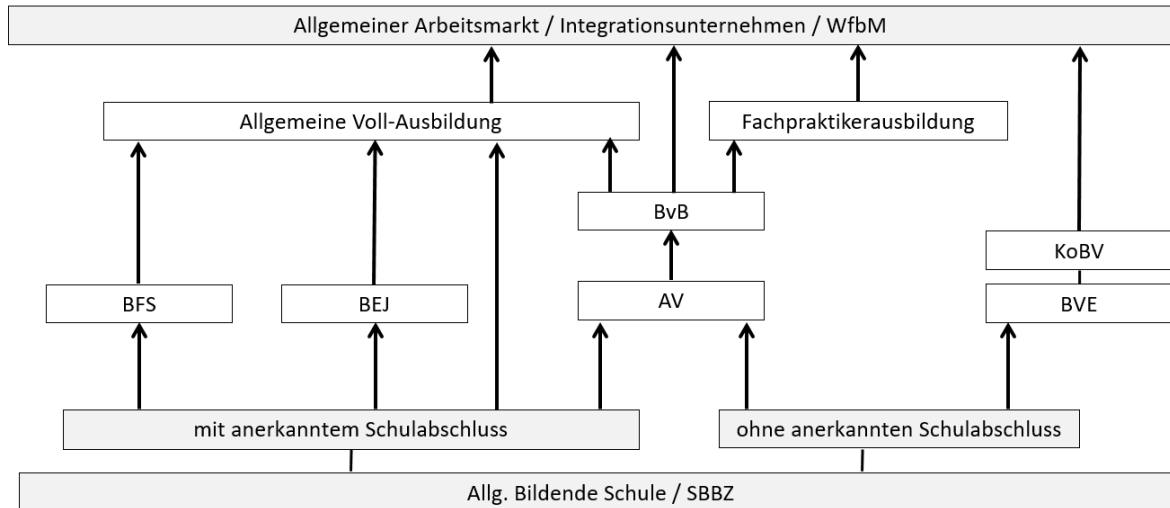 Allgemeiner Arbeitsmarkt / Integrationsunternehmen / WfbM
Allgemeine Voll-Ausbildung
Fachpraktikerausbildung
BvB
KoBV
BFS
BEJ
AV
BVE
mit anerkanntem Schulabschluss
ohne anerkannten Schulabschluss
Allg. Bildende Schule / SBBZ